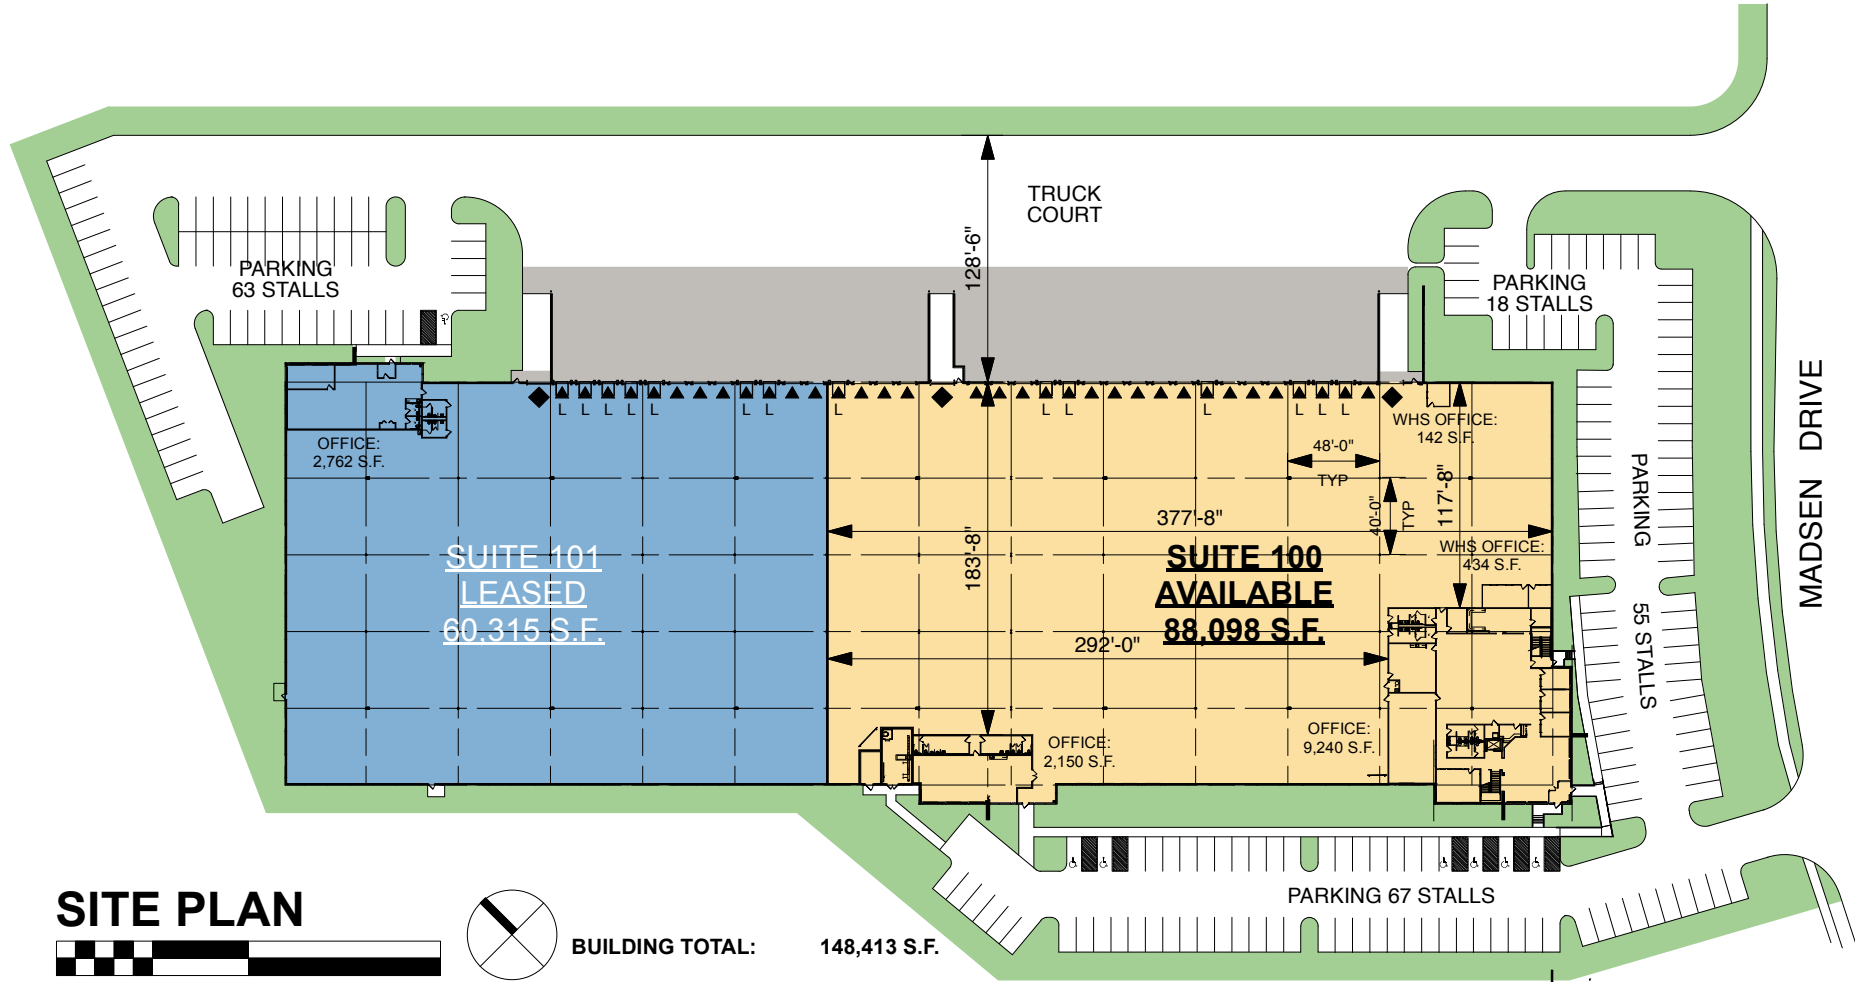 TRUCK
COURT
128'-6"
PARKING
63 STALLS
PARKING
18 STALLS
MADSEN DRIVE
L L L L L L L L L L L L L L
OFFICE:
2,762 S.F.
WHS OFFICE:
142 S.F.
48'-0"
TYP
40'-0"
TYP
117'-8"
377'-8"
183'-8"
WHS OFFICE:
434 S.F.
PARKING
55 STALLS
SUITE 101
LEASED
60,315 S.F.
SUITE 100
AVAILABLE
88,098 S.F.
292'-0"
OFFICE:
2,150 S.F.
OFFICE:
9,240 S.F.
PARKING 67 STALLS
SITE PLAN
BUILDING TOTAL: 148,413 S.F.